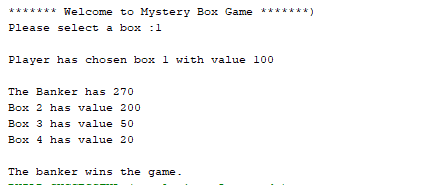 ******* Welcome to Mystery Box Game *******)
Please select a box :1
Player has chosen box 1 with value 100
The Banker has 270
Box 2 has value 200
Box 3 has value 50
Box 4 has value 20
The banker wins the game.